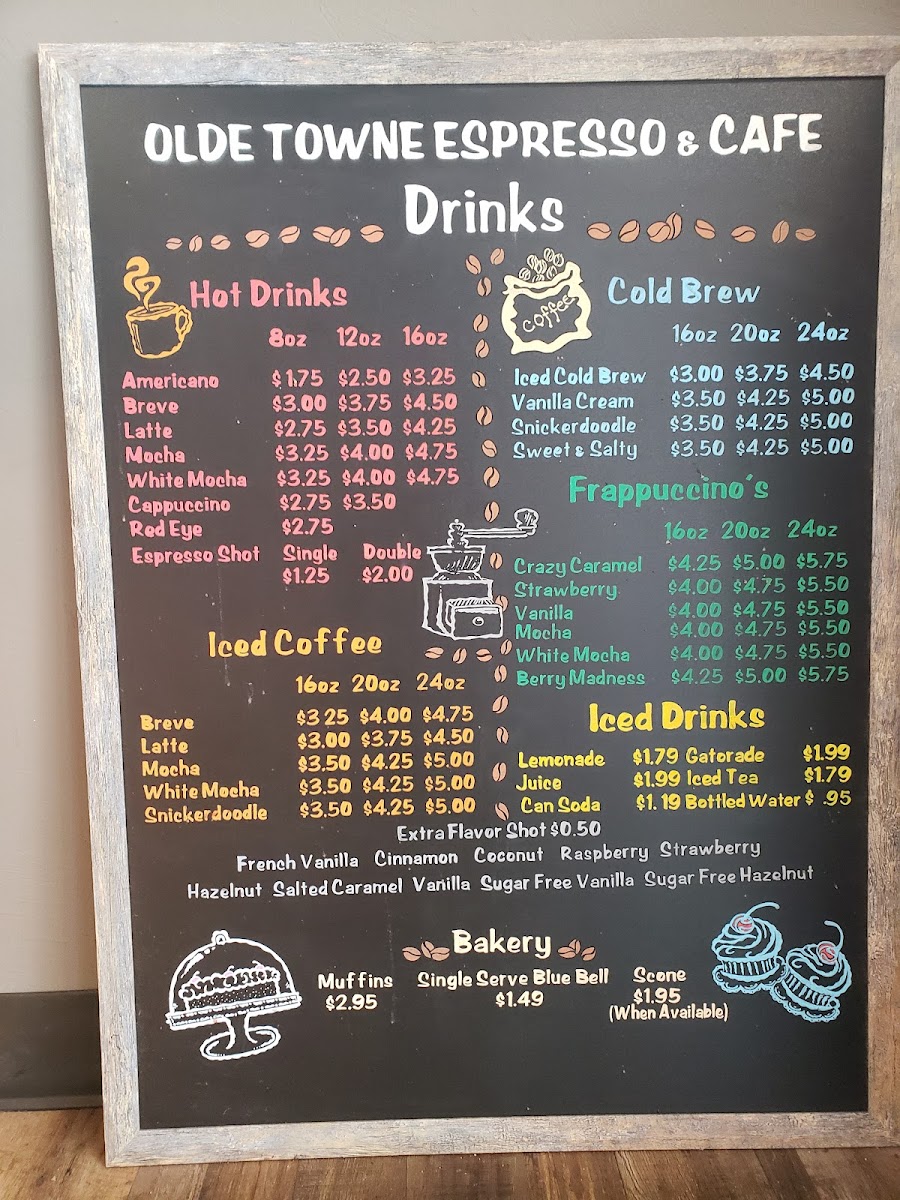 OLDE TOWNE ESPRESSO & CAFE
Drinks
Hot Drinks
8oz 12oz 16oz
Americano $1.75 $2.50 $3.25
Breve $3.00 $3.75 $4.50
Latte $2.75 $3.50 $4.25
Mocha $3.25 $4.00 $4.75
White Mocha $3.25 $4.00 $4.75
Cappuccino $2.75 $3.50
Red Eye $2.75
Espresso Shot Single Double
$1.25 $2.00
Iced Coffee
16oz 20oz 24oz
Breve $3 25 $4.00 $4.75
Latte $3.00 $3.75 $4.50
Mocha $3.50 $4.25 $5.00
White Mocha $3.50 $4.25 $5.00
Snickerdoodle $3.50 $4.25 $5.00
coffee
Cold Brew
16oz 20oz 24oz
Iced Cold Brew $3.00 $3.75 $4.50
Vanilla Cream $3.50 $4.25 $5.00
Snickerdoodle $3.50 $4.25 $5.00
Sweet & Salty $3.50 $4.25 $5.00
Frappuccino's
16oz 20oz 24oz
Crazy Caramel $4.25 $5.00 $5.75
Strawberry $4.00 $4.75 $5.50
Vanilla $4.00 $4.75 $5.50
Mocha $4.00 $4.75 $5.50
White Mocha $4.00 $4.75 $5.50
Berry Madness $4.25 $5.00 $5.75
Iced Drinks
Lemonade $1.79 Gatorade $1.99
Juice $1.99 Iced Tea $1.79
Can Soda $1.19 Bottled Water $ .95
Extra Flavor Shot $0.50
French Vanilla Cinnamon Coconut Raspberry Strawberry
Hazelnut Salted Caramel Vanilla Sugar Free Vanilla Sugar Free Hazelnut
Bakery
Muffins Single Serve Blue Bell Scone
$2.95 $1.49 $1.95
(When Available)